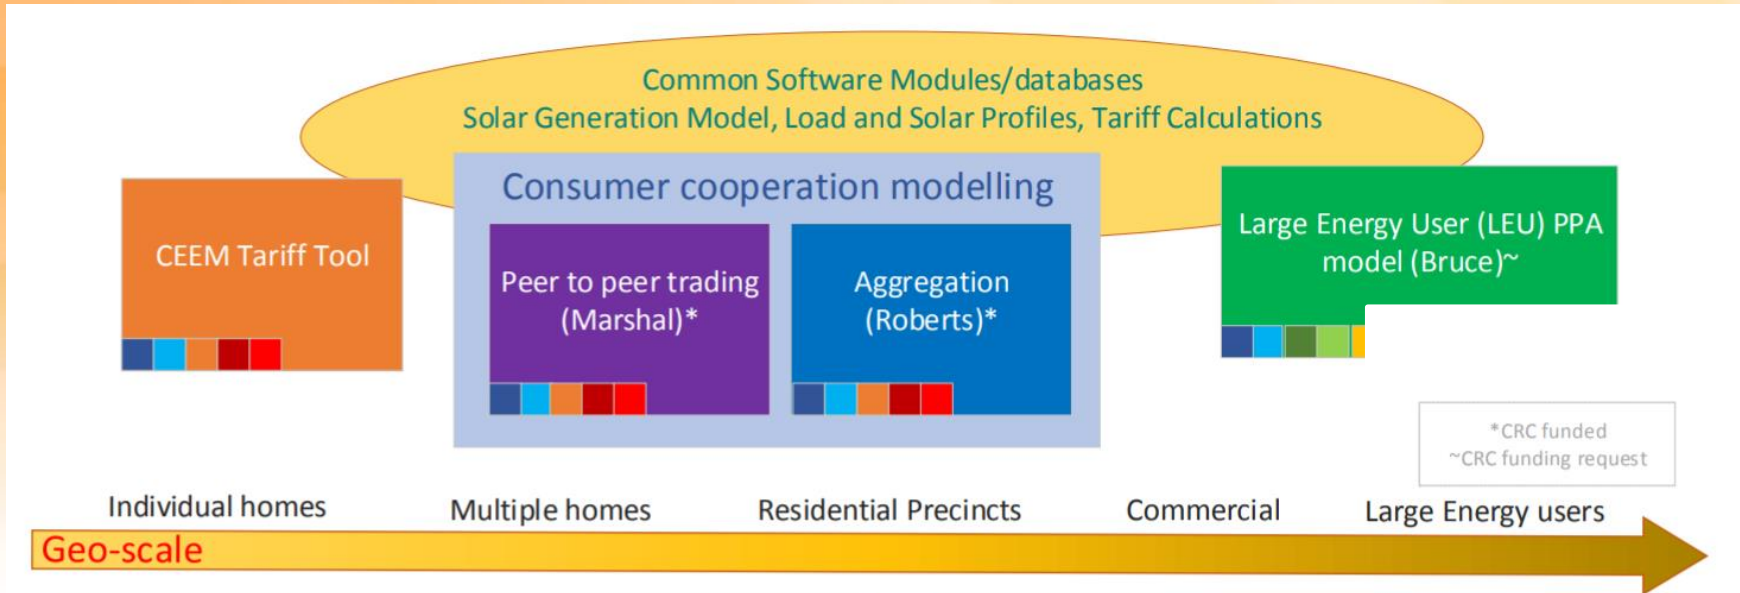 Common Software Modules/databases
Solar Generation Model, Load and Solar Profiles, Tariff Calculations
Consumer cooperation modelling
CEEM Tariff Tool
Peer to peer trading
(Marshal)*
Aggregation
(Roberts)*
Large Energy User (LEU) PPA
model (Bruce)~
*CRC funded
~CRC funding request
Individual homes
Multiple homes
Residential Precincts
Commercial
Large Energy users
Geo-scale